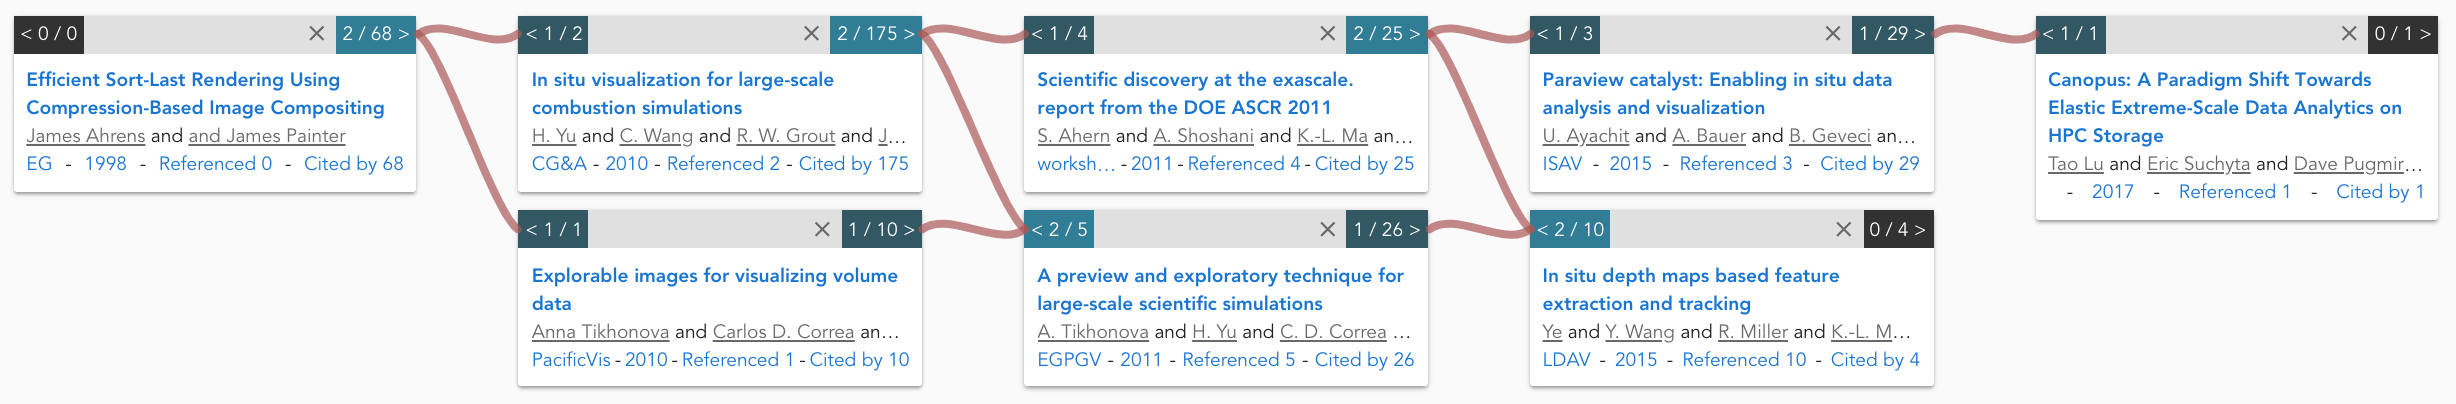 < 0 / 0 × 2 / 68 >
Efficient Sort-Last Rendering Using
Compression-Based Image Compositing
James Ahrens and and James Painter
EG - 1998 - Referenced 0 - Cited by 68
< 1 / 2 × 2 / 175 >
In situ visualization for large-scale
combustion simulations
H. Yu and C. Wang and R. W. Grout and J...
CG&A - 2010 - Referenced 2 - Cited by 175
< 1 / 1 × 1 / 10 >
Explorable images for visualizing volume
data
Anna Tikhonova and Carlos D. Correa an...
PacificVis - 2010 - Referenced 1 - Cited by 10
< 1 / 4 × 2 / 25 >
Scientific discovery at the exascale.
report from the DOE ASCR 2011
S. Ahern and A. Shoshani and K.-L. Ma an...
worksh... - 2011 - Referenced 4 - Cited by 25
< 2 / 5 × 1 / 26 >
A preview and exploratory technique for
large-scale scientific simulations
A. Tikhonova and H. Yu and C. D. Correa ...
EGPGV - 2011 - Referenced 5 - Cited by 26
< 1 / 3 × 1 / 29 >
Paraview catalyst: Enabling in situ data
analysis and visualization
U. Ayachit and A. Bauer and B. Geveci an...
ISAV - 2015 - Referenced 3 - Cited by 29
< 2 / 10 × 0 / 4 >
In situ depth maps based feature
extraction and tracking
Ye and Y. Wang and R. Miller and K.-L. M...
LDAV - 2015 - Referenced 10 - Cited by 4
< 1 / 1 × 0 / 1 >
Canopus: A Paradigm Shift Towards
Elastic Extreme-Scale Data Analytics on
HPC Storage
Tao Lu and Eric Suchyta and Dave Pugmir...
- 2017 - Referenced 1 - Cited by 1